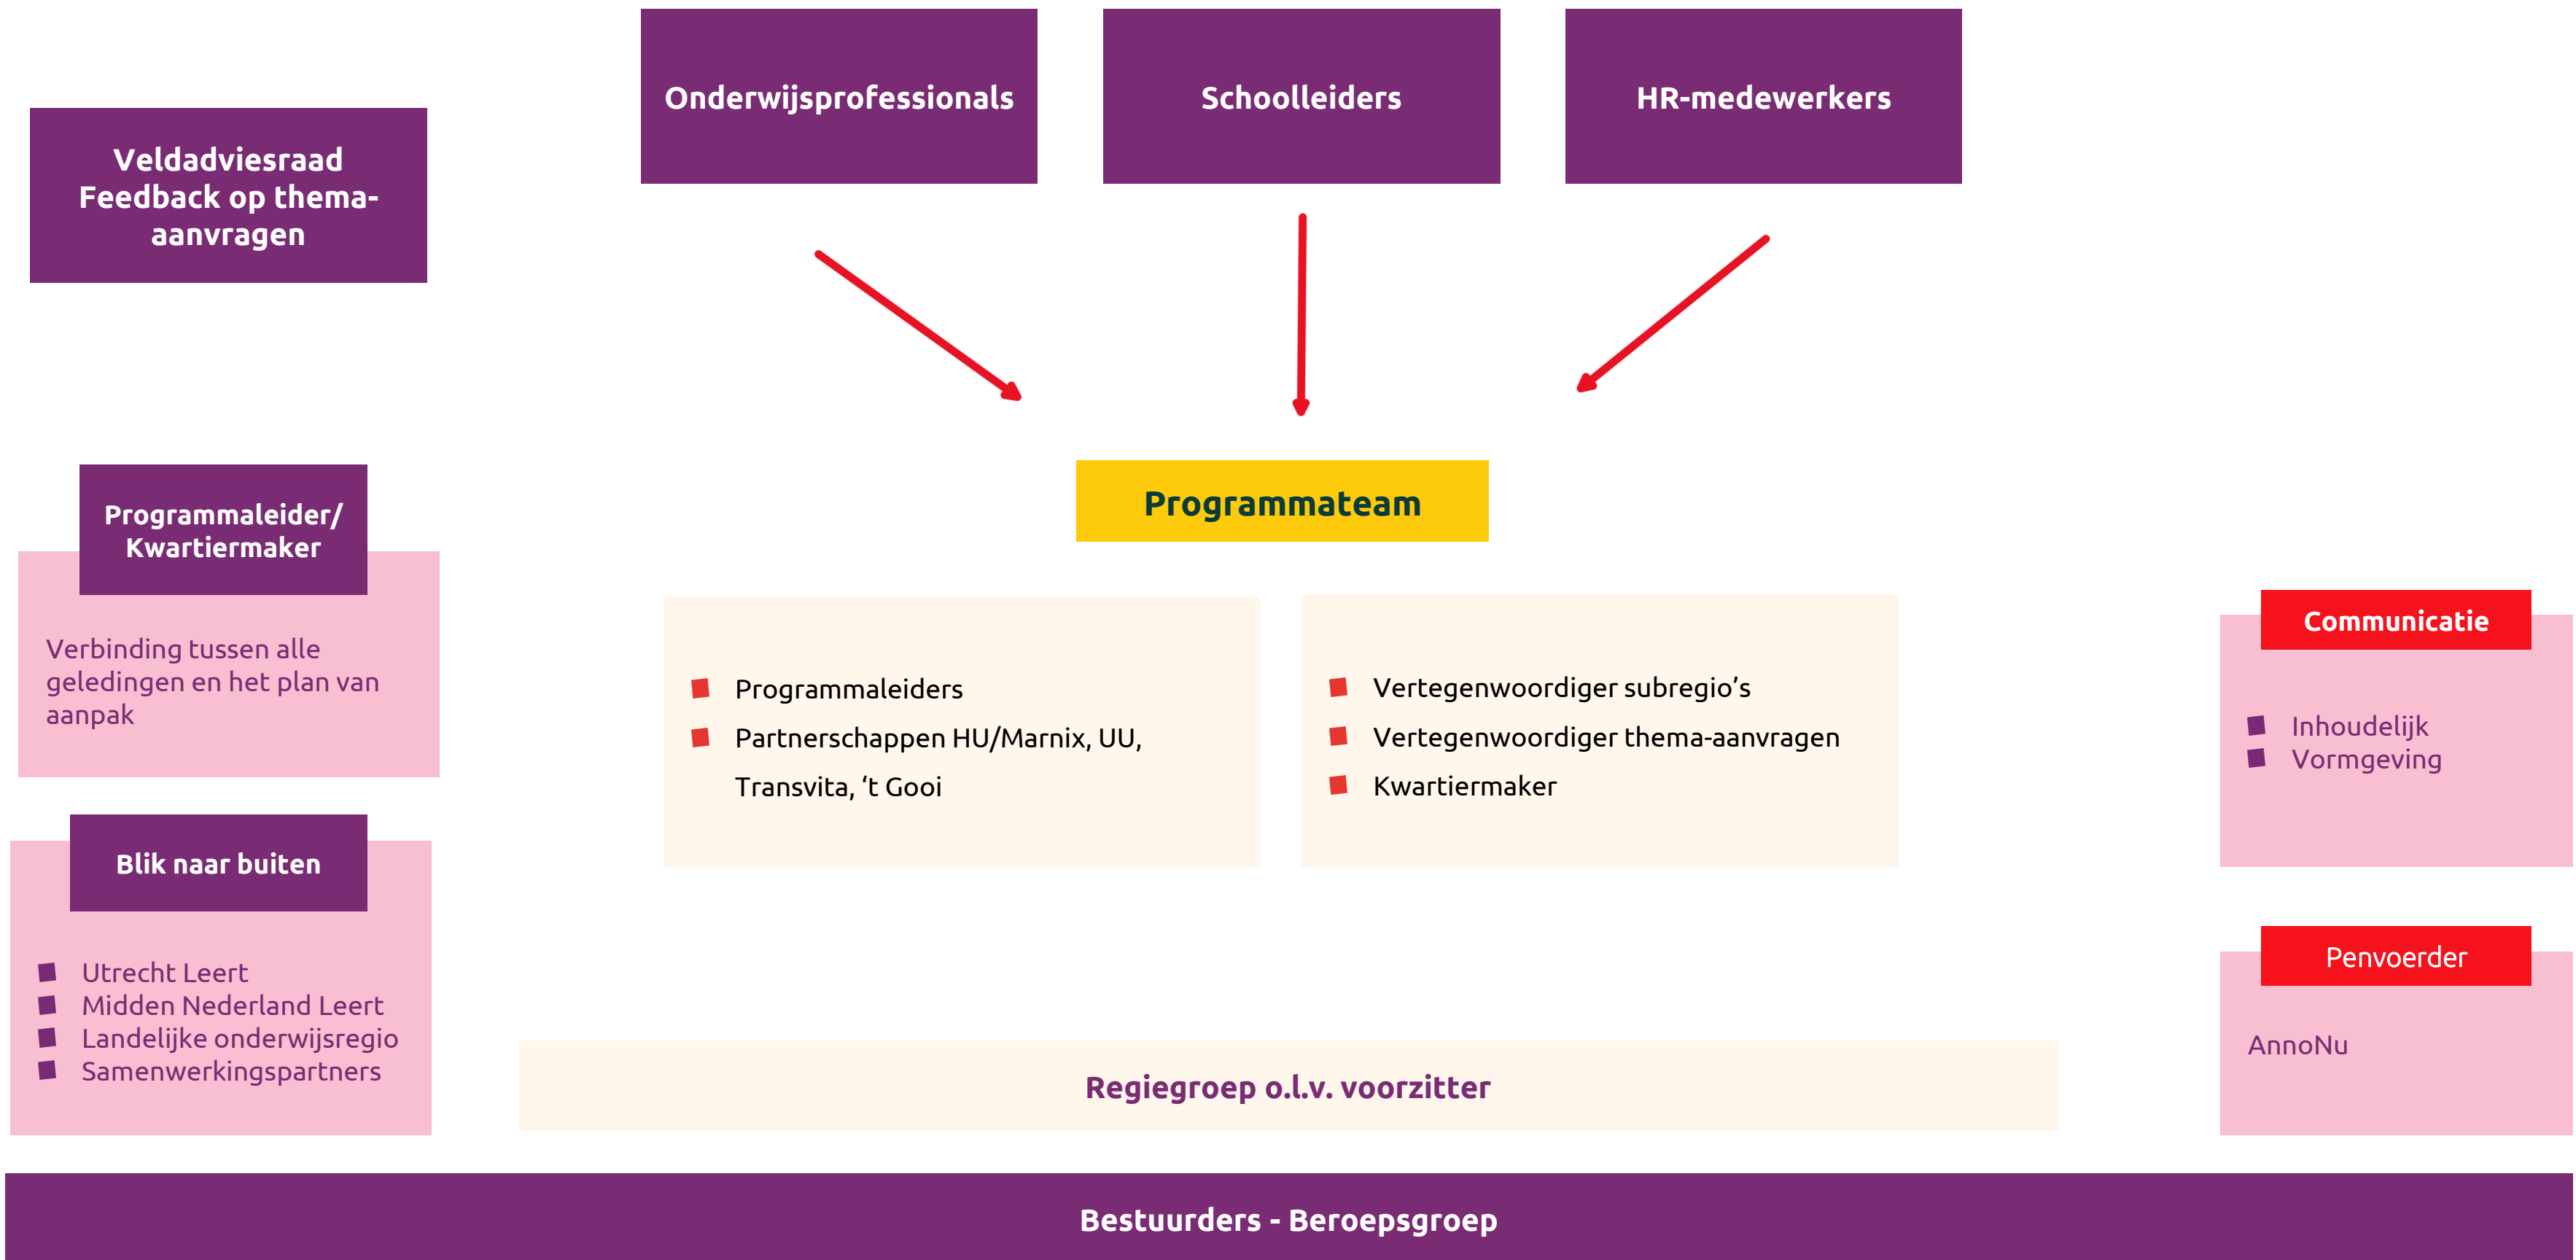 Onderwijsprofessionals
Schoolleiders
HR-medewerkers
Veldadviesraad
Feedback op thema-
aanvragen
Programmateam
Programmaleider/
Kwartiermaker
Verbinding tussen alle
geledingen en het plan van
aanpak
Programmaleiders
Partnerschappen HU/Marnix, UU,
Transvita, ‘t Gooi
Vertegenwoordiger subregio’s
Vertegenwoordiger thema-aanvragen
Kwartiermaker
Communicatie
Inhoudelijk
Vormgeving
Blik naar buiten
Utrecht Leert
Midden Nederland Leert
Landelijke onderwijsregio
Samenwerkingspartners
Penvoerder
AnnoNu
Regiegroep o.l.v. voorzitter
Bestuurders - Beroepsgroep